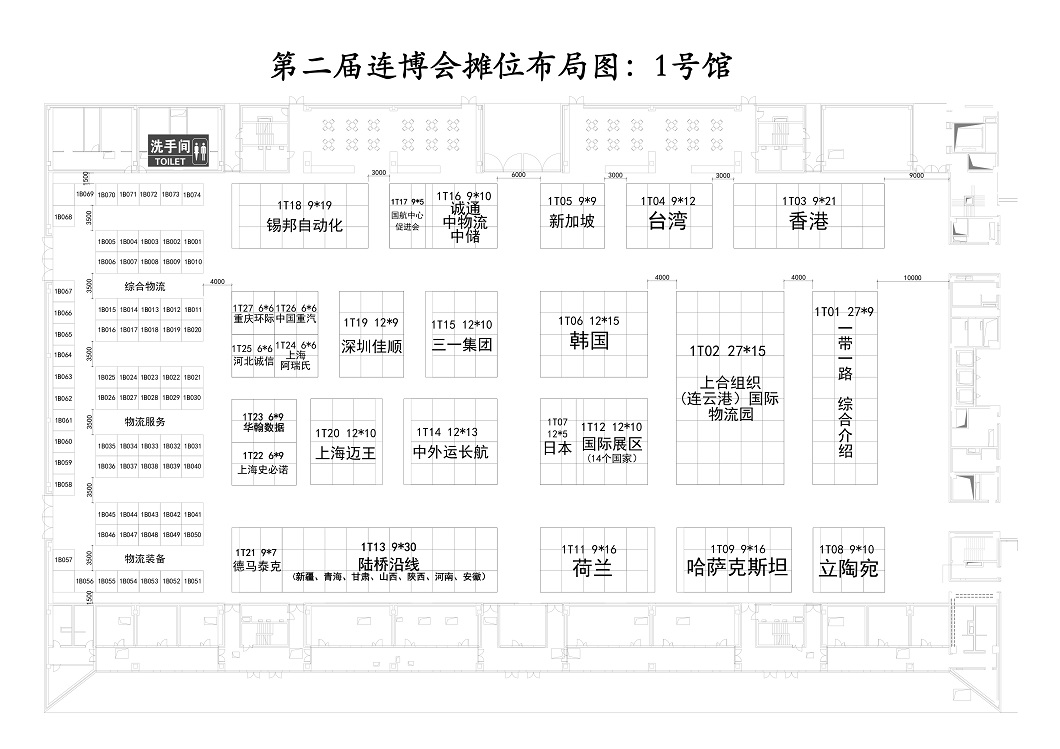 第二届连博会摊位布局图：1号馆
洗手间
TOILET
1500
3000
6000
3000
3000
9000
1B069 1B070 1B071 1B072 1B073 1B074
1B068
3500
1T18 9*19
锡邦自动化
1T17 9*5
国航中心
促进会
1T16 9*10
诚通
中物流
中储
1T05 9*9
新加坡
1T04 9*12
台湾
1T03 9*21
香港
1B005 1B004 1B003 1B002 1B001
1B006 1B007 1B008 1B009 1B010
综合物流
3500
4000
4000
4000
10000
1B067
1B066
1B065
1B064
1B063
1B062
1B061
1B060
1B059
1B058
1B015 1B014 1B013 1B012 1B011
1B016 1B017 1B018 1B019 1B020
1T27 6*6
重庆环际
1T26 6*6
中国重汽
1T25 6*6
河北诚信
1T24 6*6
上海
阿瑞氏
1T19 12*9
深圳佳顺
1T15 12*10
三一集团
1T06 12*15
韩国
1T02 27*15
上合组织
（连云港）国际
物流园
1T01 27*9
一带一路 综合介绍
3500
1B025 1B024 1B023 1B022 1B021
1B026 1B027 1B028 1B029 1B030
物流服务
3500
1B035 1B034 1B033 1B032 1B031
1B036 1B037 1B038 1B039 1B040
1T23 6*9
华翰数据
1T22 6*9
上海史必诺
1T20 12*10
上海迈王
1T14 12*13
中外运长航
1T07
12*5
日本
1T12 12*10
国际展区
(14个国家)
3500
1B045 1B044 1B043 1B042 1B041
1B046 1B047 1B048 1B049 1B050
物流装备
3500
1B057
1B056 1B055 1B054 1B053 1B052 1B051
1500
1T21 9*7
德马泰克
1T13 9*30
陆桥沿线
(新疆、青海、甘肃、山西、陕西、河南、安徽)
1T11 9*16
荷兰
1T09 9*16
哈萨克斯坦
1T08 9*10
立陶宛